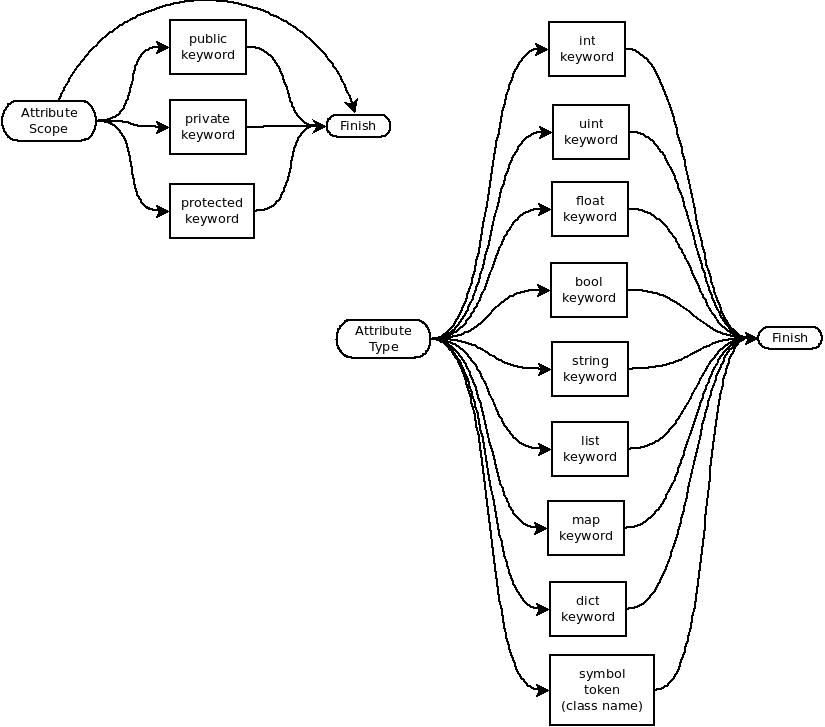 Attribute
Scope
public
keyword
private
keyword
protected
keyword
Finish
Attribute
Type
int
keyword
uint
keyword
float
keyword
bool
keyword
string
keyword
list
keyword
map
keyword
dict
keyword
symbol
token
(class name)
Finish